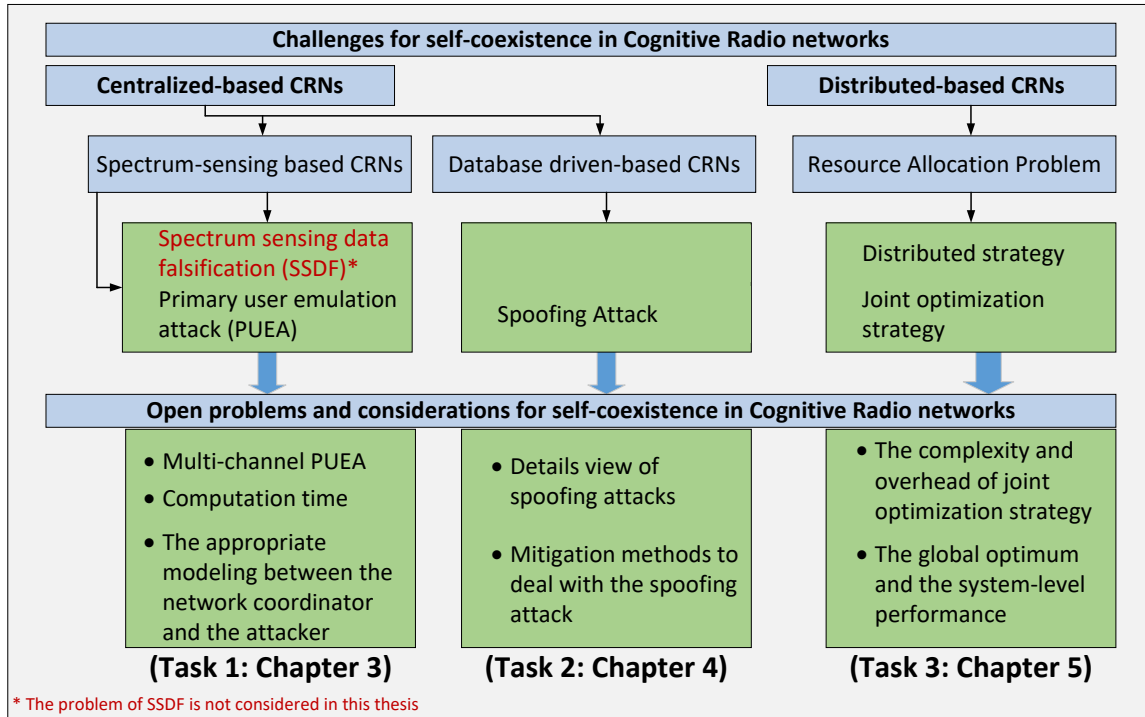 Challenges for self-coexistence in Cognitive Radio networks
Centralized-based CRNs
Distributed-based CRNs
Spectrum-sensing based CRNs
Database driven-based CRNs
Resource Allocation Problem
Spectrum sensing data
falsification (SSDF)*
Primary user emulation
attack (PUEA)
Spoofing Attack
Distributed strategy
Joint optimization
strategy
Open problems and considerations for self-coexistence in Cognitive Radio networks
• Multi-channel PUEA
• Computation time
• The appropriate
modeling between the
network coordinator
and the attacker
• Details view of
spoofing attacks
• Mitigation methods to
deal with the spoofing
attack
• The complexity and
overhead of joint
optimization strategy
• The global optimum
and the system-level
performance
(Task 1: Chapter 3)
(Task 2: Chapter 4)
(Task 3: Chapter 5)
* The problem of SSDF is not considered in this thesis